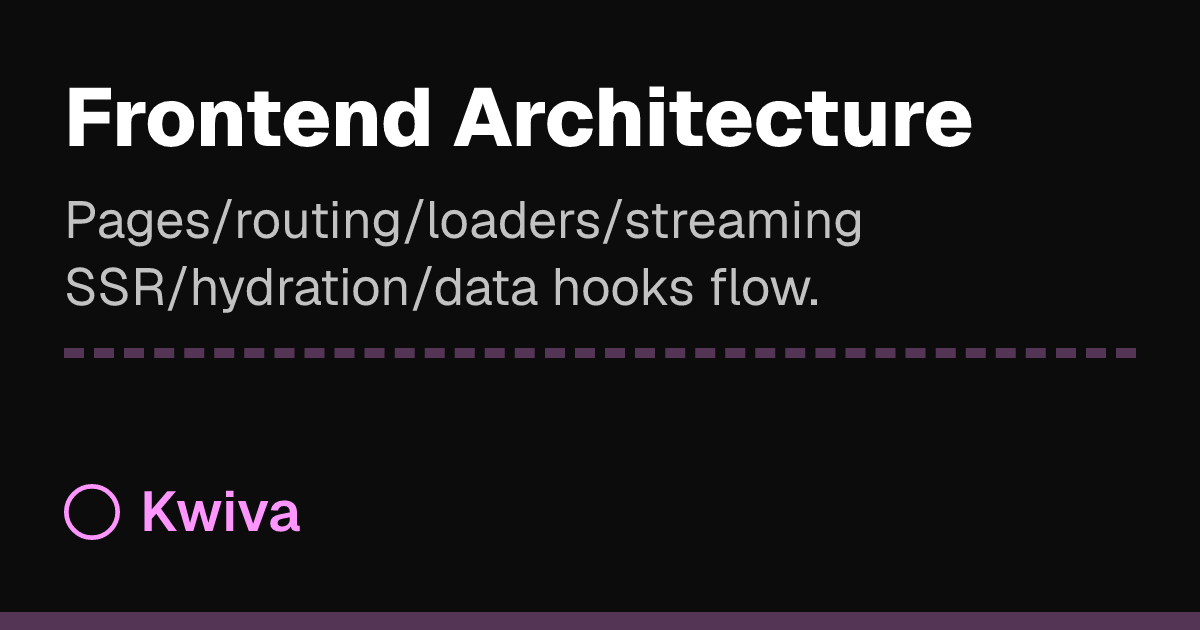 Frontend Architecture
Pages/routing/loaders/streaming
SSR/hydration/data hooks flow.
Kwiva